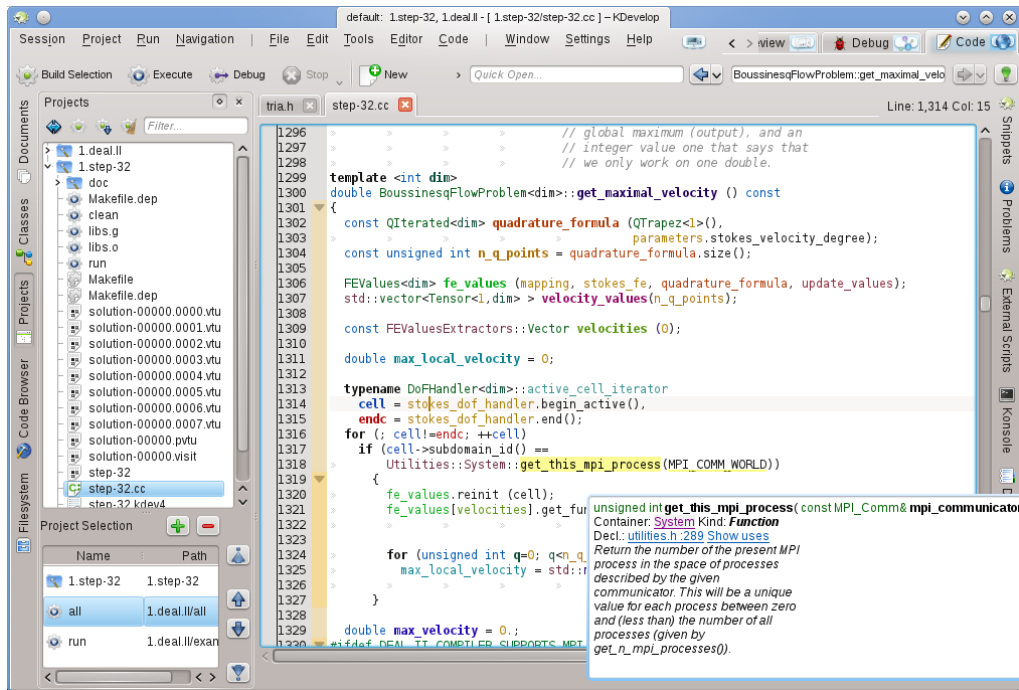 default: 1.step-32, 1.deal.II - [ 1.step-32/step-32.cc ] – KDevelop
Session Project Run Navigation | File Edit Tools Editor Code | Window Settings Help < > view Debug Code
Build Selection Execute Debug Stop New > Quick Open... BoussinesqFlowProblem::get_maximal_velo
Projects
Filter...
1.deal.II
1.step-32
doc
Makefile.dep
clean
libs.g
libs.o
run
Makefile
Makefile.dep
solution-00000.0000.vtu
solution-00000.0001.vtu
solution-00000.0002.vtu
solution-00000.0003.vtu
solution-00000.0004.vtu
solution-00000.0005.vtu
solution-00000.0006.vtu
solution-00000.0007.vtu
solution-00000.pvtu
solution-00000.visit
step-32
step-32.cc
step-32.kdev4
Project Selection
Name Path
1.step-32 1.step-32
all 1.deal.II/all
run 1.deal.II/exan
Documents
Classes
Projects
Code Browser
Filesystem
tria.h step-32.cc Line: 1,314 Col: 15
1296 // global maximum (output), and an
1297 // integer value one that says that
1298 // we only work on one double.
1299 template <int dim>
1300 double BoussinesqFlowProblem<dim>::get_maximal_velocity () const
1301 {
1302 const QIterated<dim> quadrature_formula (QTrapez<1>(),
1303 parameters.stokes_velocity_degree);
1304 const unsigned int n_q_points = quadrature_formula.size();
1305
1306 FEValues<dim> fe_values (mapping, stokes_fe, quadrature_formula, update_values);
1307 std::vector<Tensor<1,dim> > velocity_values(n_q_points);
1308
1309 const FEValuesExtractors::Vector velocities (0);
1310
1311 double max_local_velocity = 0;
1312
1313 typename DoFHandler<dim>::active_cell_iterator
1314 cell = stokes_dof_handler.begin_active(),
1315 endc = stokes_dof_handler.end();
1316 for (; cell!=endc; ++cell)
1317 if (cell->subdomain_id() ==
1318 Utilities::System::get_this_mpi_process(MPI_COMM_WORLD))
1319 {
1320 fe_values.reinit (cell);
1321 fe_values[velocities].get_fun
1322
1323
1324 for (unsigned int q=0; q<n_q_
1325 max_local_velocity = std::
1326
1327 }
1328
1329 double max_velocity = 0.;
1330 #ifdef DEAL_II_COMPILER_SUPPORTS_MPI
unsigned int get_this_mpi_process( const MPI_Comm& mpi_communicator
Container: System Kind: Function
Decl.: utilities.h :289 Show uses
Return the number of the present MPI
process in the space of processes
described by the given
communicator. This will be a unique
value for each process between zero
and (less than) the number of all
processes (given by
get_n_mpi_processes()).
Snippets
Problems
External Scripts
Konsole